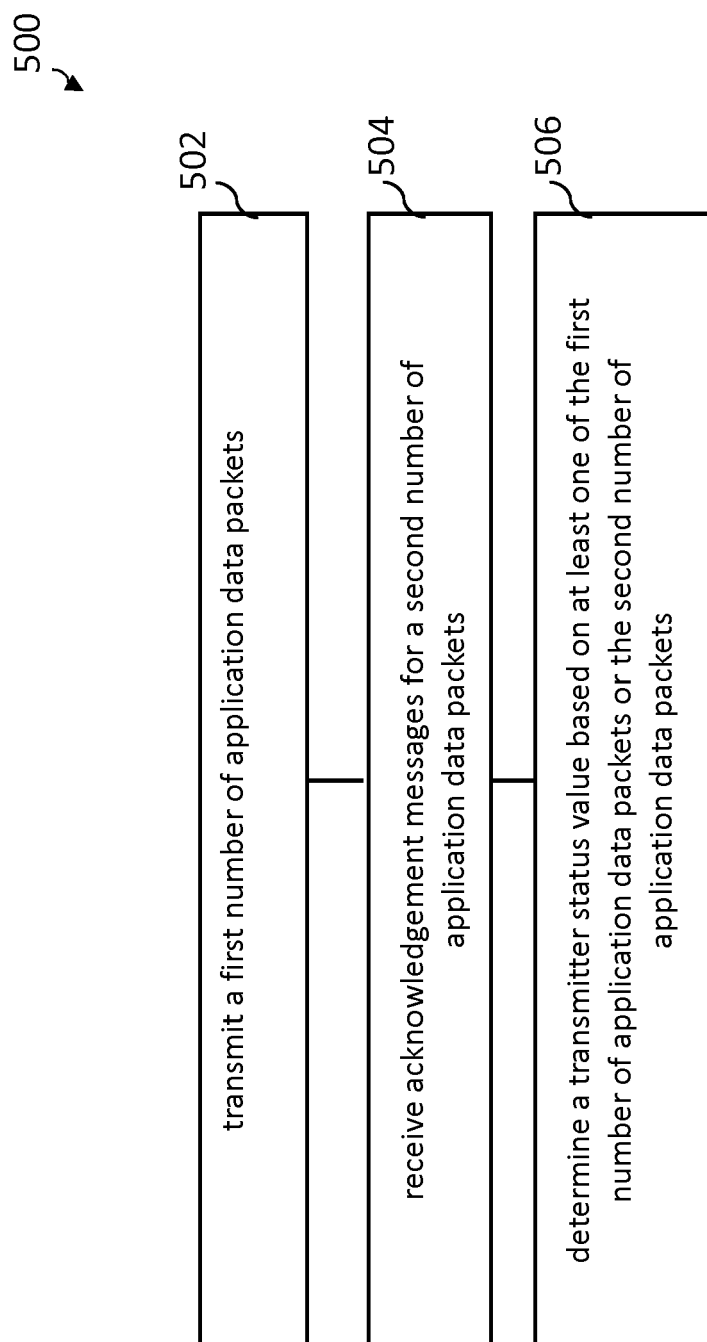 500
502
transmit a first number of application data packets
504
receive acknowledgement messages for a second number of
application data packets
506
determine a transmitter status value based on at least one of the first
number of application data packets or the second number of
application data packets